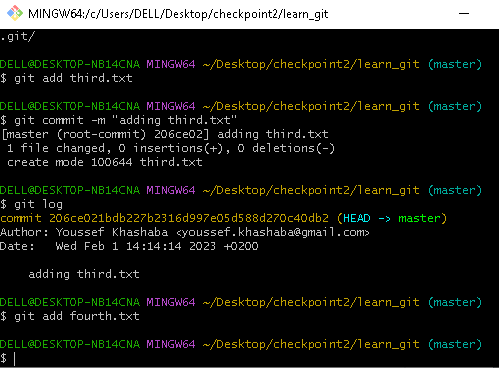 MINGW64:/c/Users/DELL/Desktop/checkpoint2/learn_git
.git/
DELL@DESKTOP-NB14CNA MINGW64 ~/Desktop/checkpoint2/learn_git (master)
$ git add third.txt
DELL@DESKTOP-NB14CNA MINGW64 ~/Desktop/checkpoint2/learn_git (master)
$ git commit -m "adding third.txt"
[master (root-commit) 206ce02] adding third.txt
1 file changed, 0 insertions(+), 0 deletions(-)
create mode 100644 third.txt
DELL@DESKTOP-NB14CNA MINGW64 ~/Desktop/checkpoint2/learn_git (master)
$ git log
commit 206ce021bdb227b2316d997e05d588d270c40db2 (HEAD -> master)
Author: Youssef Khashaba <youssef.khashaba@gmail.com>
Date: Wed Feb 1 14:14:14 2023 +0200
adding third.txt
DELL@DESKTOP-NB14CNA MINGW64 ~/Desktop/checkpoint2/learn_git (master)
$ git add fourth.txt
DELL@DESKTOP-NB14CNA MINGW64 ~/Desktop/checkpoint2/learn_git (master)
$